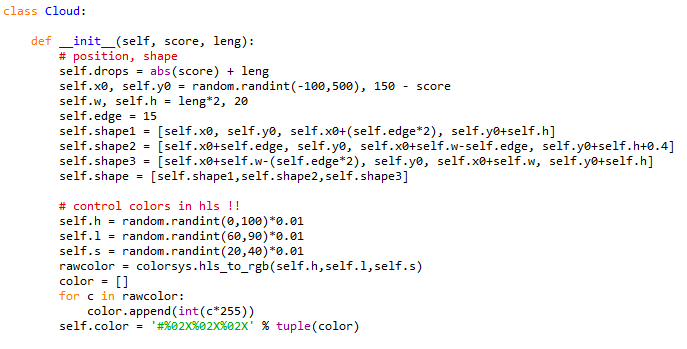 class Cloud:
def __init__(self, score, leng):
# position, shape
self.drops = abs(score) + leng
self.x0, self.y0 = random.randint(-100,500), 150 - score
self.w, self.h = leng*2, 20
self.edge = 15
self.shape1 = [self.x0, self.y0, self.x0+(self.edge*2), self.y0+self.h]
self.shape2 = [self.x0+self.edge, self.y0, self.x0+self.w-self.edge, self.y0+self.h+0.4]
self.shape3 = [self.x0+self.w-(self.edge*2), self.y0, self.x0+self.w, self.y0+self.h]
self.shape = [self.shape1,self.shape2,self.shape3]
# control colors in hls !!
self.h = random.randint(0,100)*0.01
self.l = random.randint(60,90)*0.01
self.s = random.randint(20,40)*0.01
rawcolor = colorsys.hls_to_rgb(self.h,self.l,self.s)
color = []
for c in rawcolor:
color.append(int(c*255))
self.color = '#%02X%02X%02X' % tuple(color)